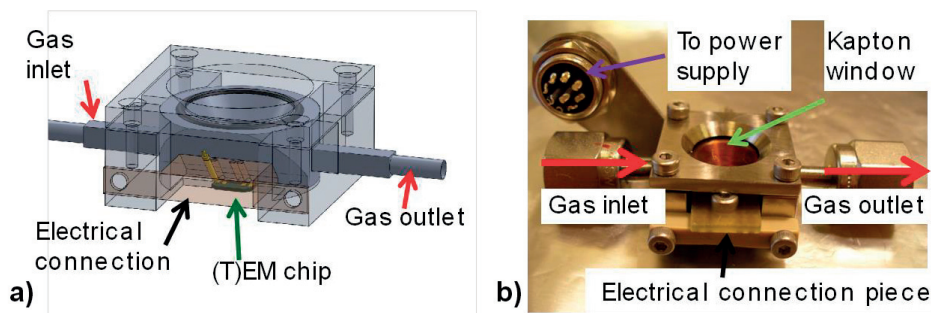 Gas
inlet
Electrical
connection
(T)EM chip
Gas outlet
a)
To power
supply
Kapton
window
Gas inlet
Gas outlet
Electrical connection piece
b)